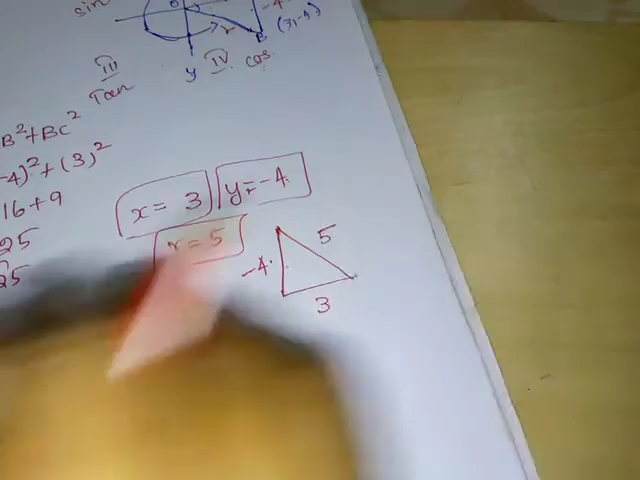 sin
O
r
-4
B (3,-4)
III
Tan
y
IV
cos
B²+BC²
-4)²+(3)²
16+9
25
25
x = 3
y = -4
r = 5
-4
5
3